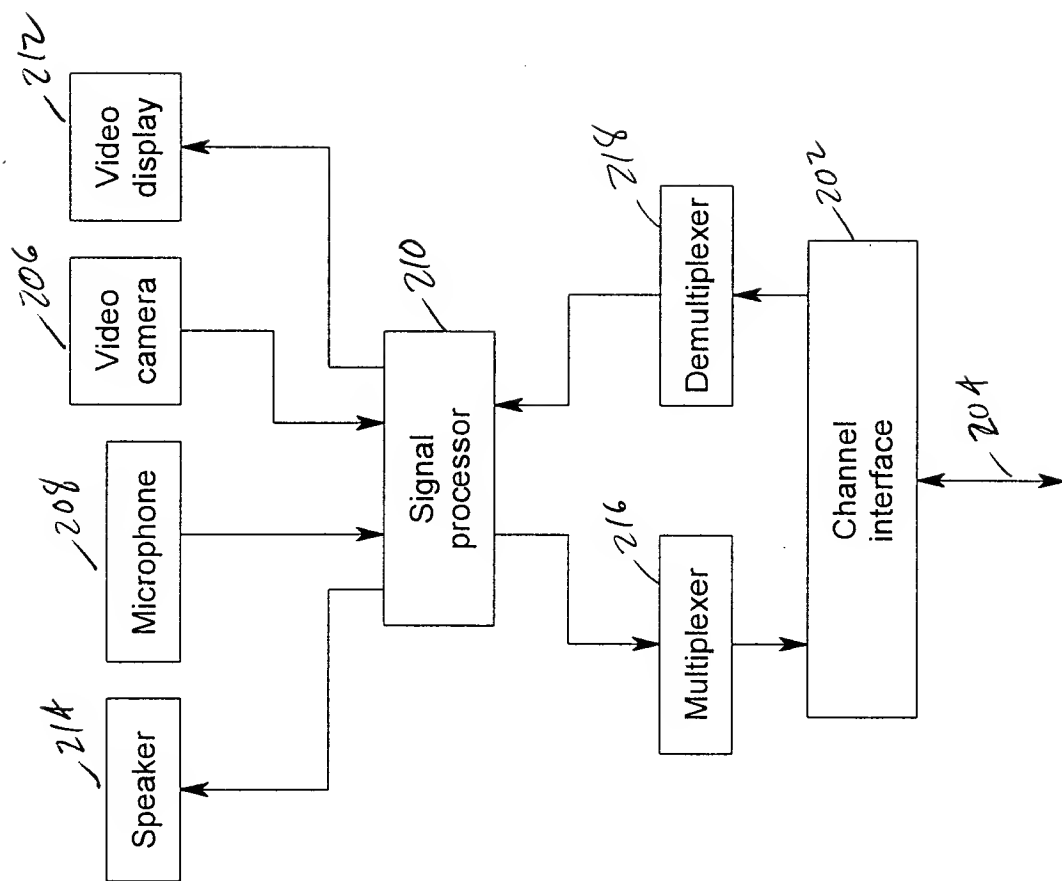 214
Speaker
208
Microphone
206
Video
camera
212
Video
display
210
Signal
processor
216
Multiplexer
218
Demultiplexer
202
Channel
interface
204